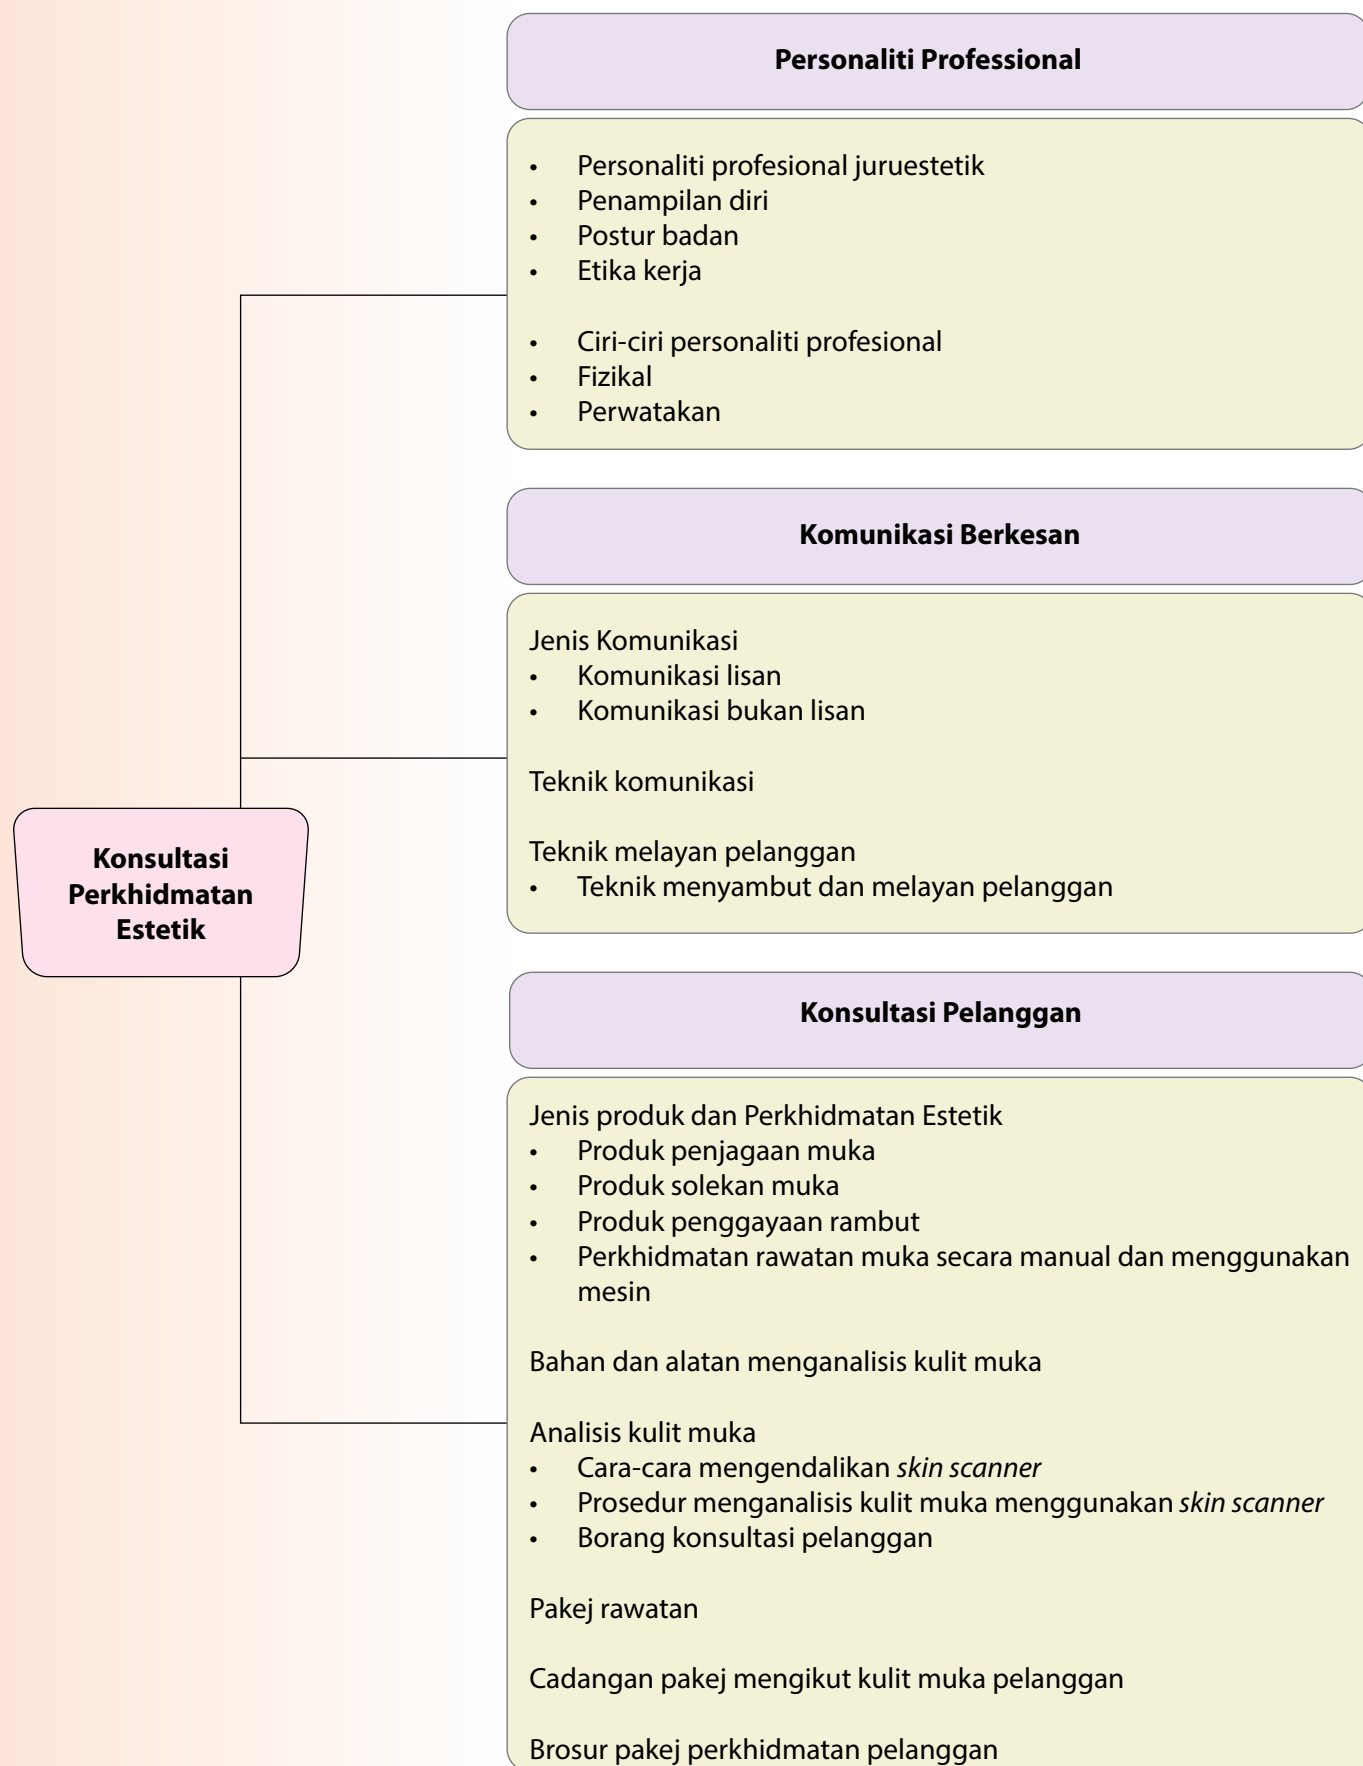 Personaliti Professional
• Personaliti profesional juruestetik
• Penampilan diri
• Postur badan
• Etika kerja
• Ciri-ciri personaliti profesional
• Fizikal
• Perwatakan
Komunikasi Berkesan
Jenis Komunikasi
• Komunikasi lisan
• Komunikasi bukan lisan
Teknik komunikasi
Teknik melayan pelanggan
• Teknik menyambut dan melayan pelanggan
Konsultasi
Perkhidmatan
Estetik
Konsultasi Pelanggan
Jenis produk dan Perkhidmatan Estetik
• Produk penjagaan muka
• Produk solekan muka
• Produk penggayaan rambut
• Perkhidmatan rawatan muka secara manual dan menggunakan
mesin
Bahan dan alatan menganalisis kulit muka
Analisis kulit muka
• Cara-cara mengendalikan skin scanner
• Prosedur menganalisis kulit muka menggunakan skin scanner
• Borang konsultasi pelanggan
Pakej rawatan
Cadangan pakej mengikut kulit muka pelanggan
Brosur pakej perkhidmatan pelanggan